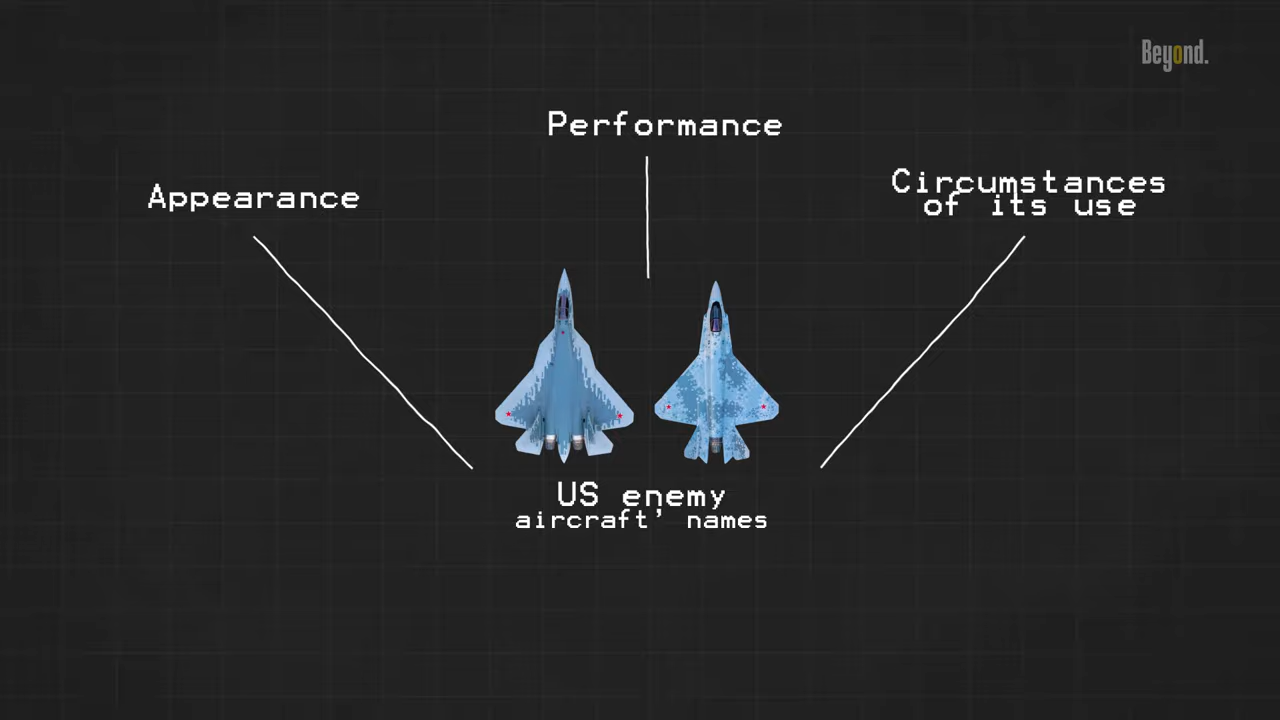 Beyond.
Performance
Appearance
Circumstances
of its use
US enemy
aircraft’ names